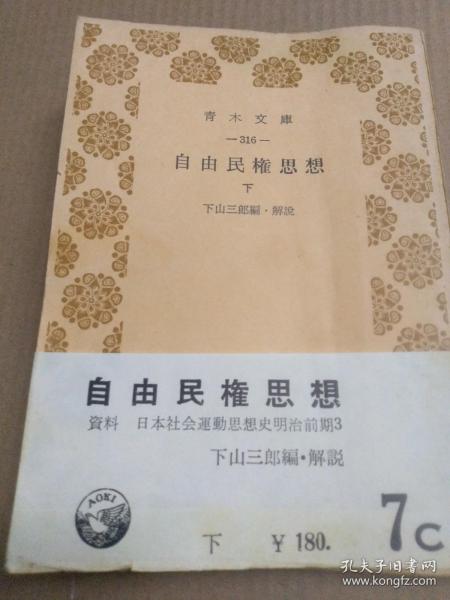 青木文庫
—316—
自由民権思想
下
下山三郎編・解説
自由民権思想
資料 日本社会運動思想史明治前期3
下山三郎編・解説
AOKI
7c
下 ¥180.
孔夫子旧书网
www.kongfz.com